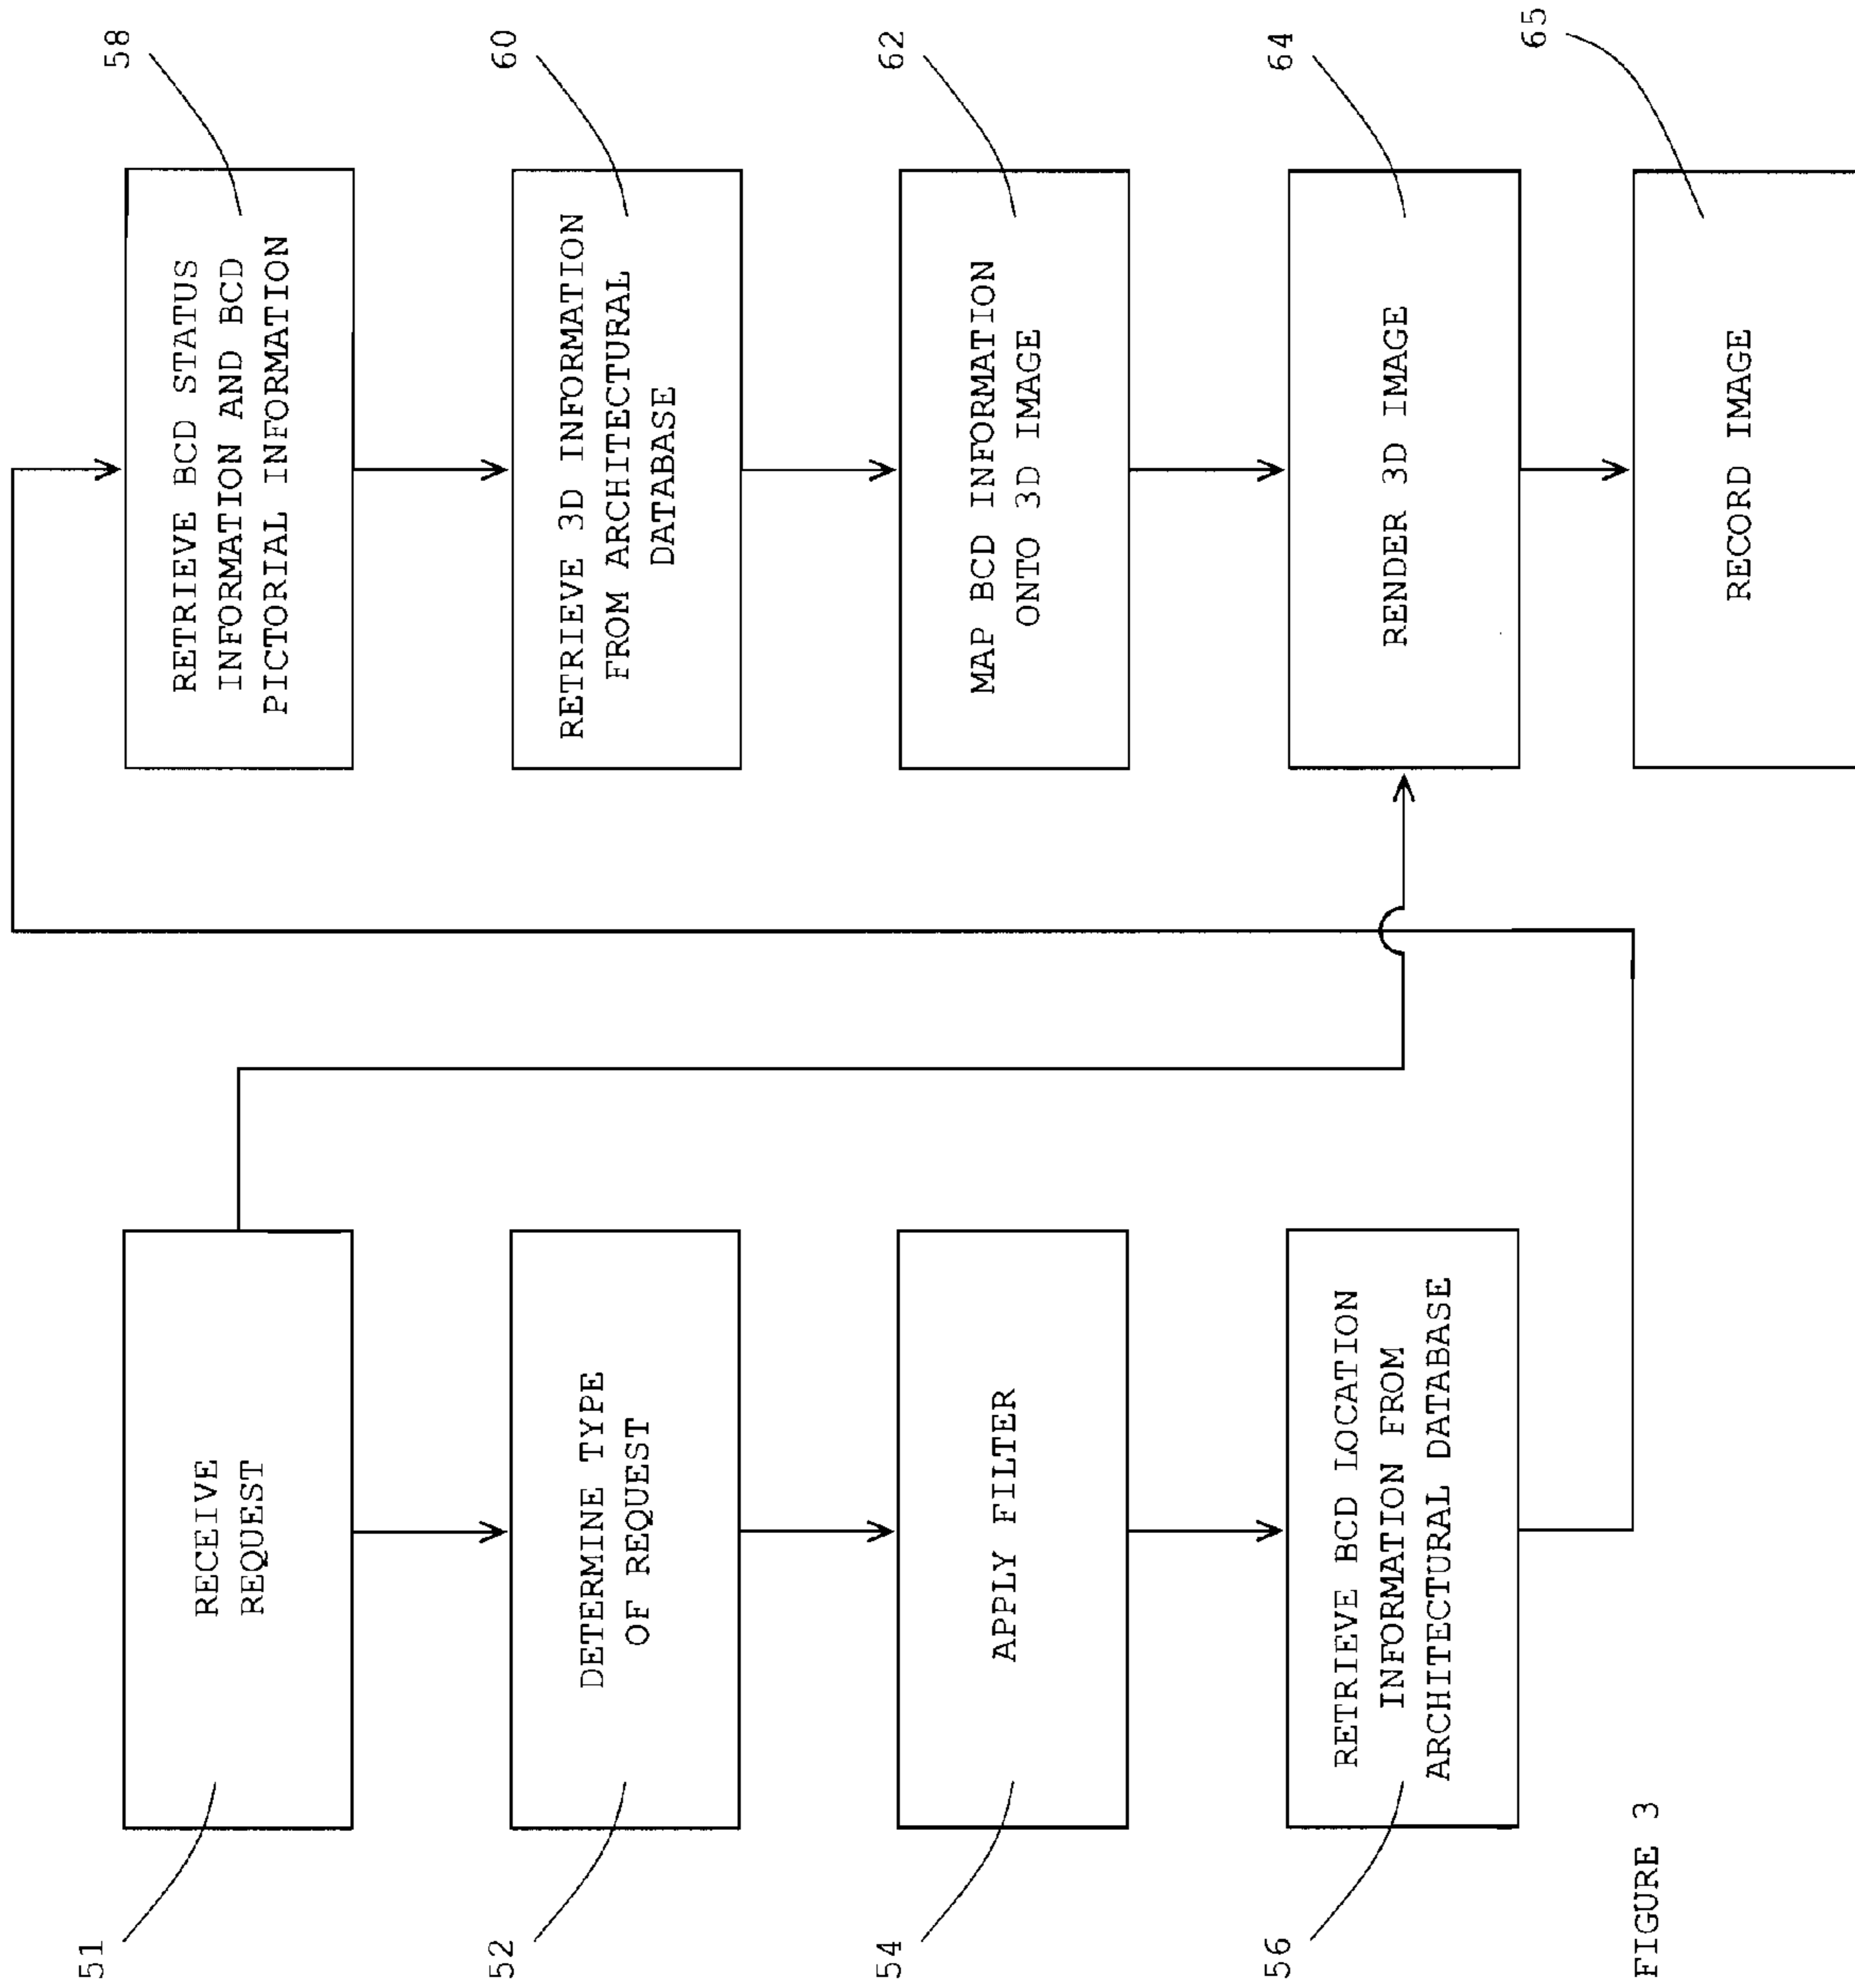 51
RECEIVE
REQUEST
52
DETERMINE TYPE
OF REQUEST
54
APPLY FILTER
56
RETRIEVE BCD LOCATION
INFORMATION FROM
ARCHITECTURAL DATABASE
58
RETRIEVE BCD STATUS
INFORMATION AND BCD
PICTORIAL INFORMATION
60
RETRIEVE 3D INFORMATION
FROM ARCHITECTURAL
DATABASE
62
MAP BCD INFORMATION
ONTO 3D IMAGE
64
RENDER 3D IMAGE
65
RECORD IMAGE
FIGURE 3